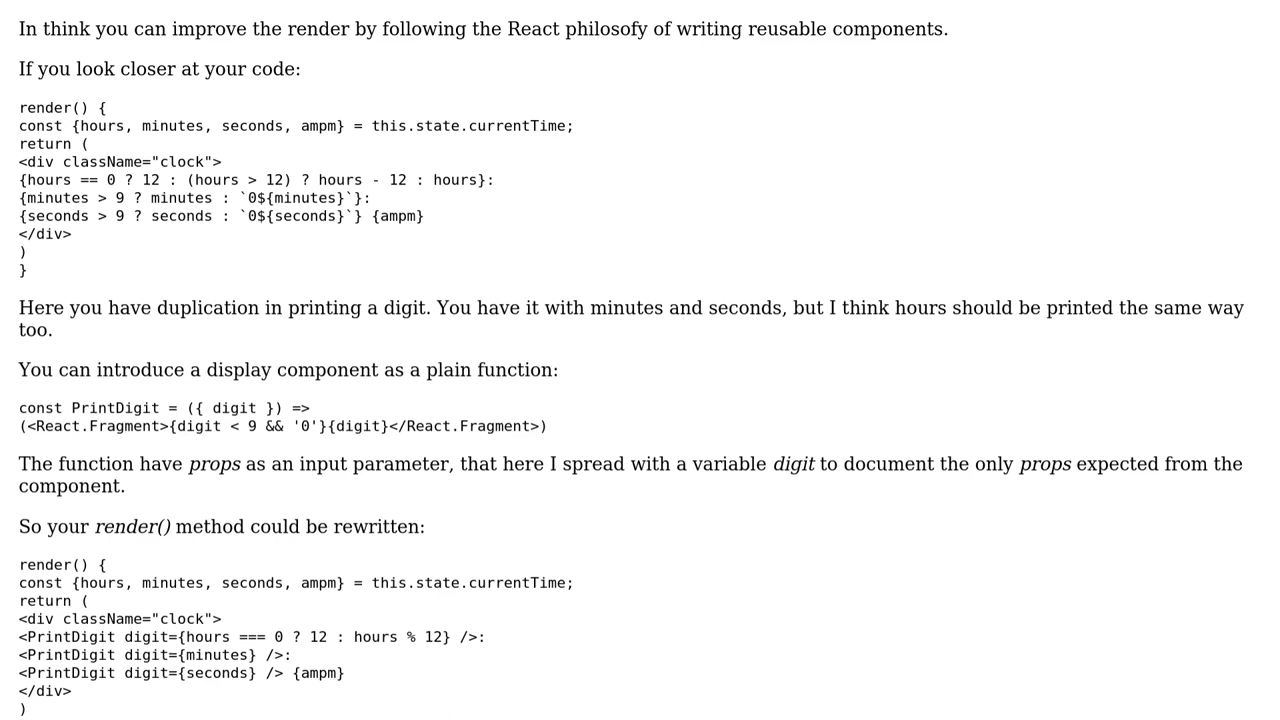 In think you can improve the render by following the React philosofy of writing reusable components.
If you look closer at your code:
render() {
const {hours, minutes, seconds, ampm} = this.state.currentTime;
return (
<div className="clock">
{hours == 0 ? 12 : (hours > 12) ? hours - 12 : hours}:
{minutes > 9 ? minutes : `0${minutes}`}:
{seconds > 9 ? seconds : `0${seconds}`} {ampm}
</div>
)
}
Here you have duplication in printing a digit. You have it with minutes and seconds, but I think hours should be printed the same way
too.
You can introduce a display component as a plain function:
const PrintDigit = ({ digit }) =>
(<React.Fragment>{digit < 9 && '0'}{digit}</React.Fragment>)
The function have props as an input parameter, that here I spread with a variable digit to document the only props expected from the
component.
So your render() method could be rewritten:
render() {
const {hours, minutes, seconds, ampm} = this.state.currentTime;
return (
<div className="clock">
<PrintDigit digit={hours === 0 ? 12 : hours % 12} />:
<PrintDigit digit={minutes} />:
<PrintDigit digit={seconds} /> {ampm}
</div>
)